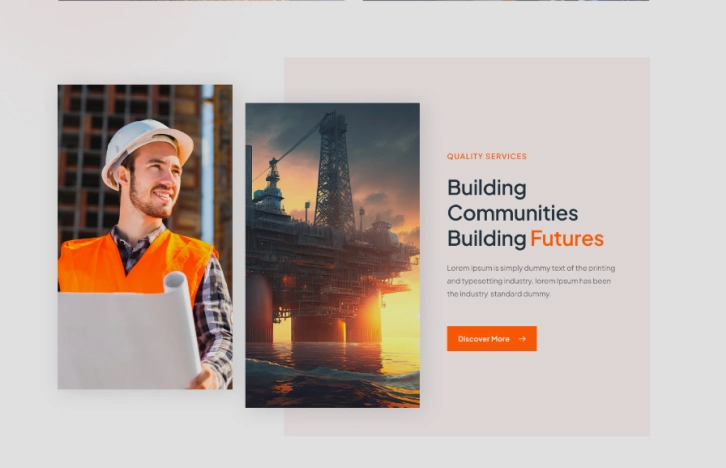 QUALITY SERVICES
Building
Communities
Building Futures
Lorem Ipsum is simply dummy text of the printing
and typesetting industry. lorem Ipsum has been
the industry standard dummy.
Discover More →